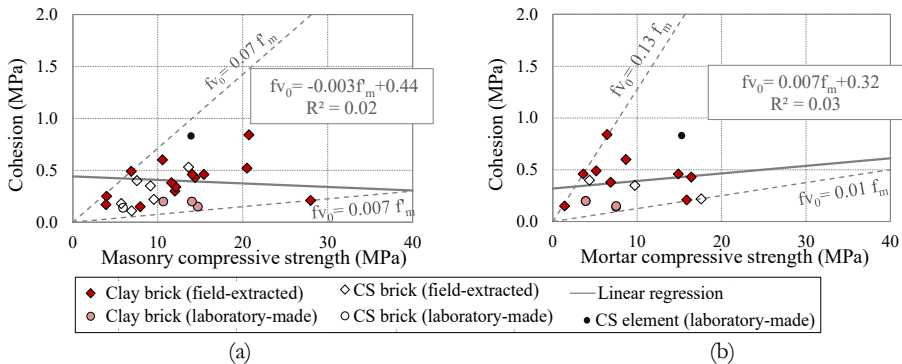 2.0
1.5
1.0
0.5
0.0
Cohesion (MPa)
fv₀= 0.07 f'ₘ
fv₀= -0.003f'ₘ+0.44
R² = 0.02
fv₀= 0.007 f'ₘ
0 10 20 30 40
Masonry compressive strength (MPa)
2.0
1.5
1.0
0.5
0.0
Cohesion (MPa)
fv₀= 0.13 fₘ
fv₀= 0.007fₘ+0.32
R² = 0.03
fv₀= 0.01 fₘ
0 10 20 30 40
Mortar compressive strength (MPa)
Clay brick (field-extracted) CS brick (field-extracted) Linear regression
Clay brick (laboratory-made) CS brick (laboratory-made) CS element (laboratory-made)
(a) (b)